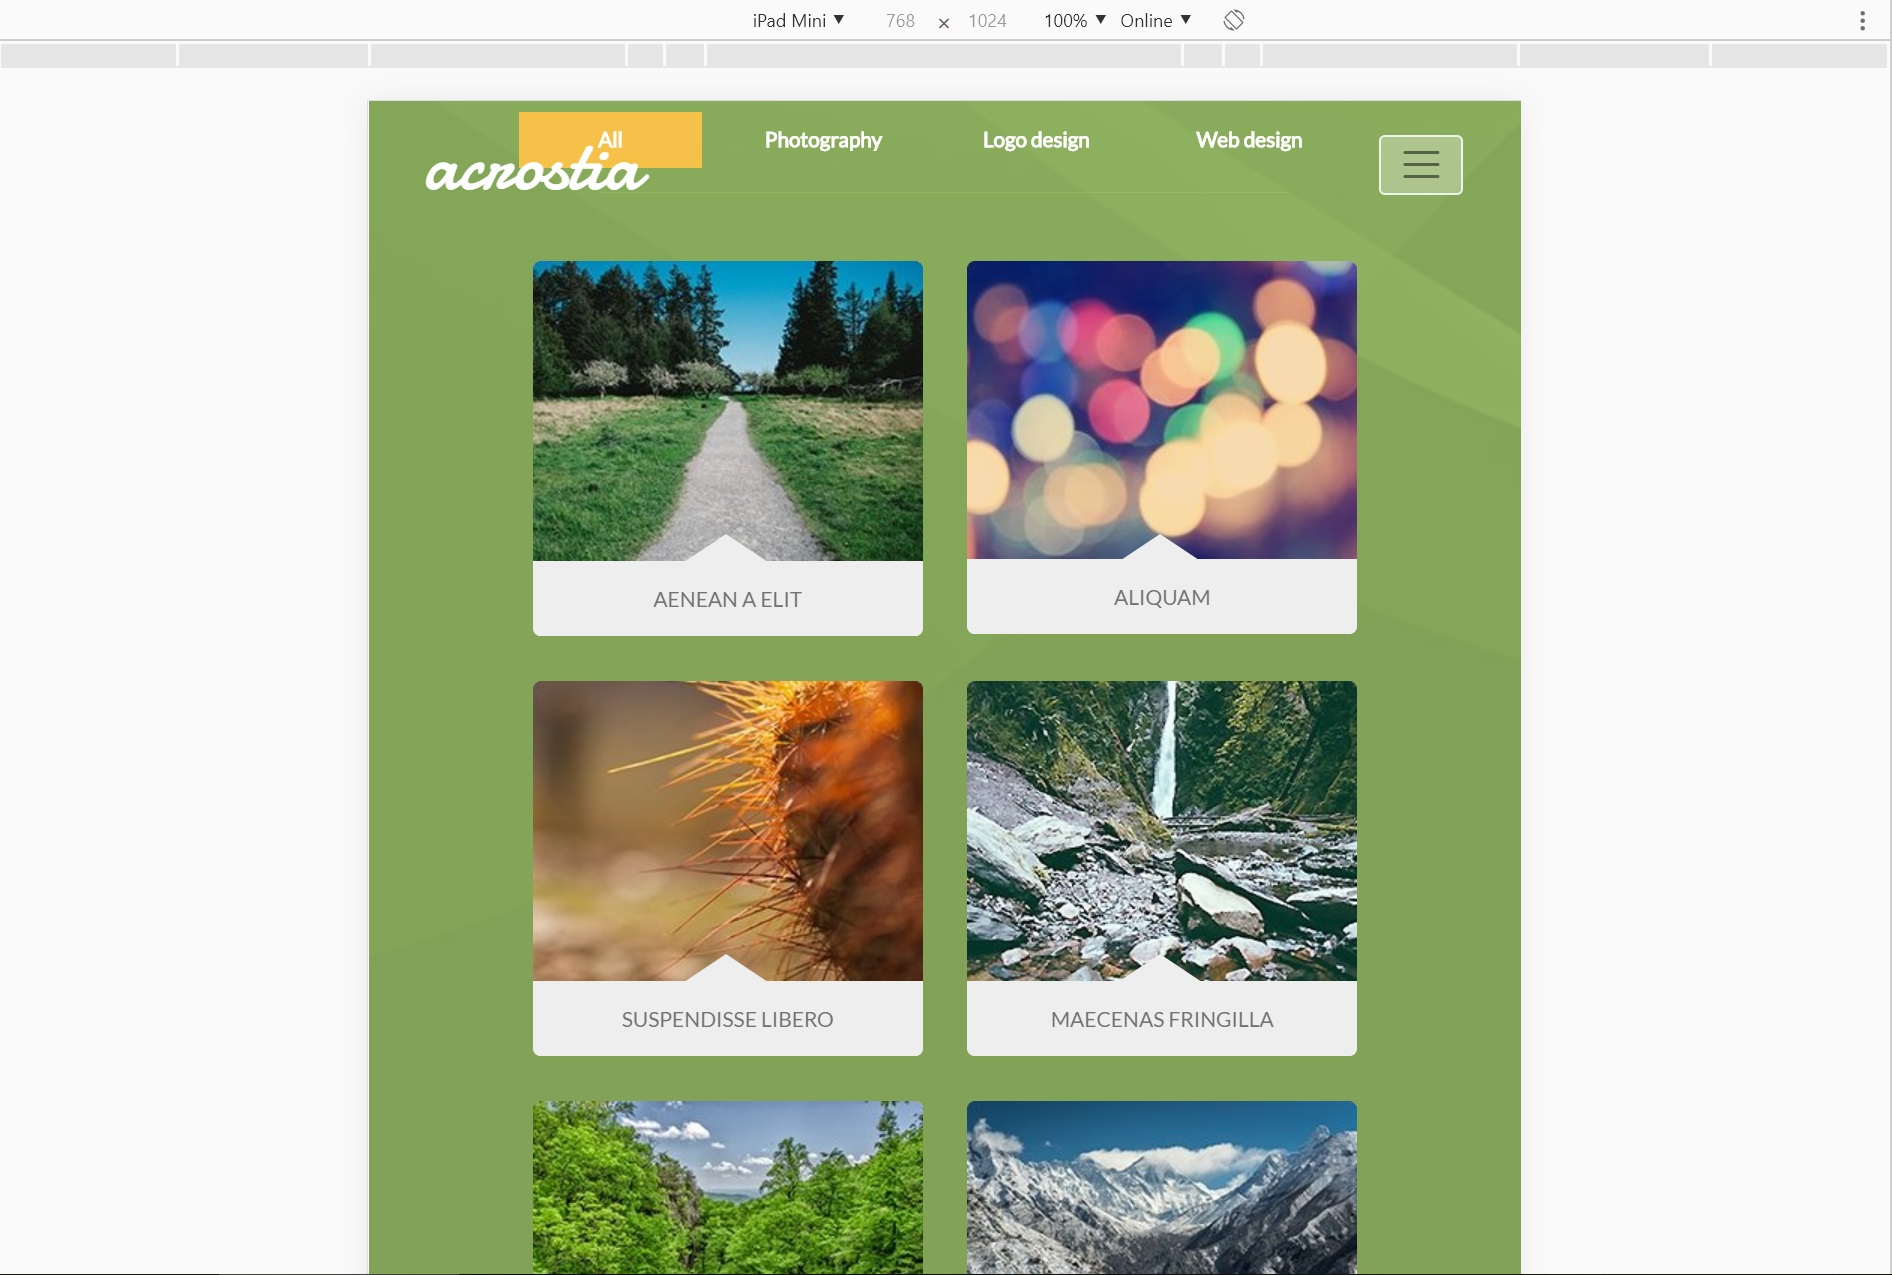 iPad Mini ▼ 768 × 1024 100% ▼ Online ▼
All Photography Logo design Web design
acrostia
AENEAN A ELIT ALIQUAM
SUSPENDISSE LIBERO MAECENAS FRINGILLA